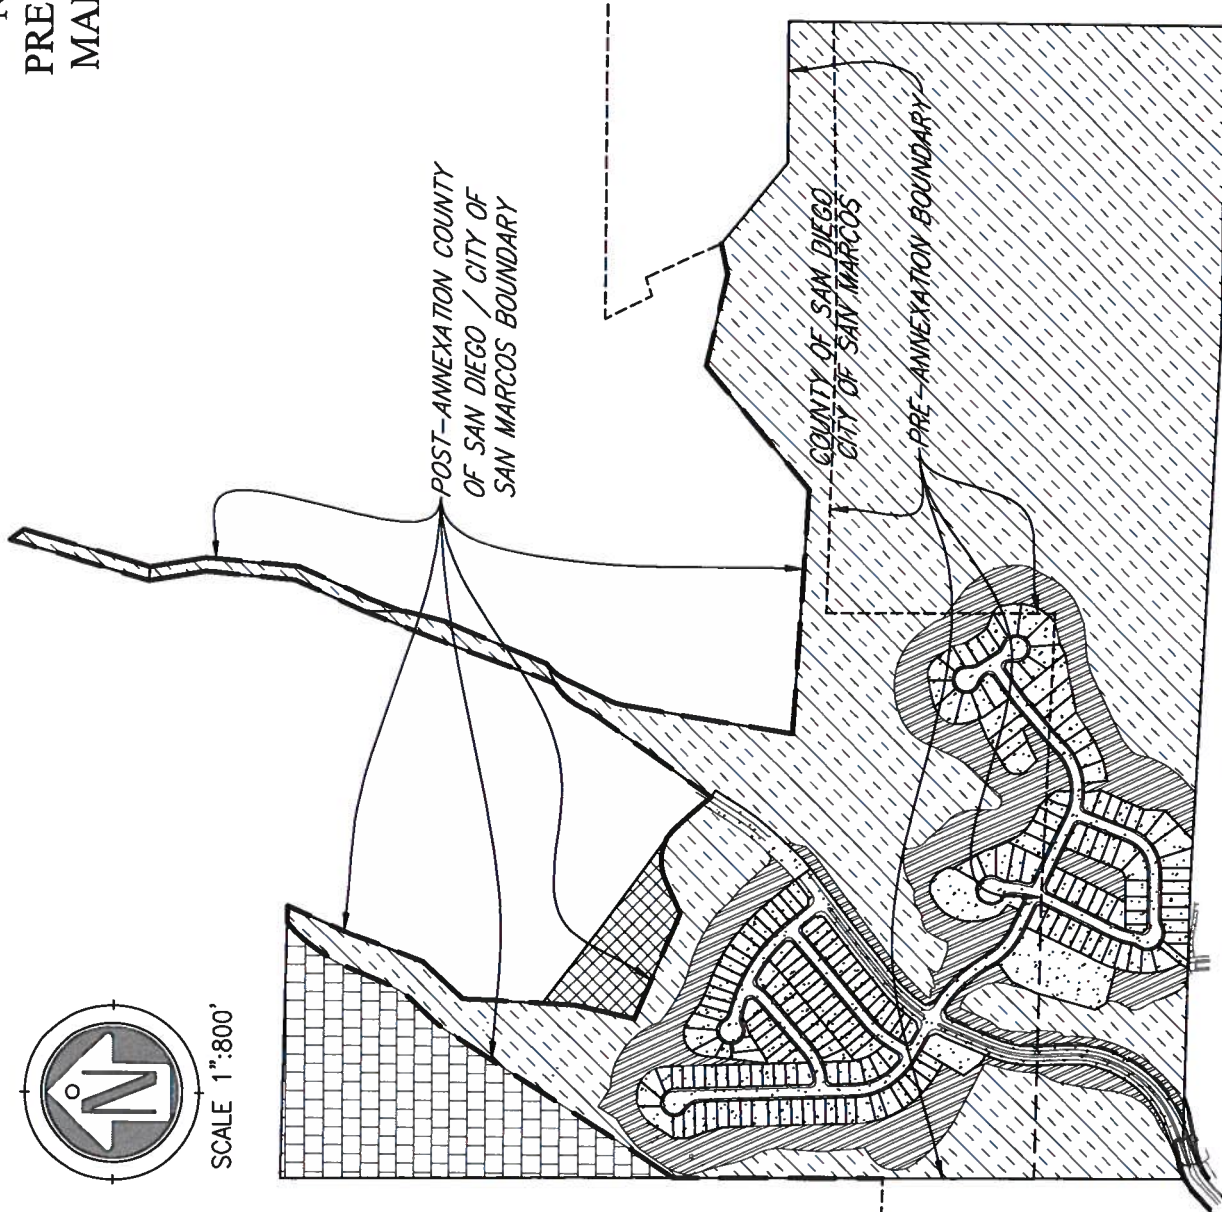 PRE
MAI
N
SCALE 1":800'
POST-ANNEXATION COUNTY
OF SAN DIEGO / CITY OF
SAN MARCOS BOUNDARY
COUNTY OF SAN DIEGO
CITY OF SAN MARCOS
PRE-ANNEXATION BOUNDARY